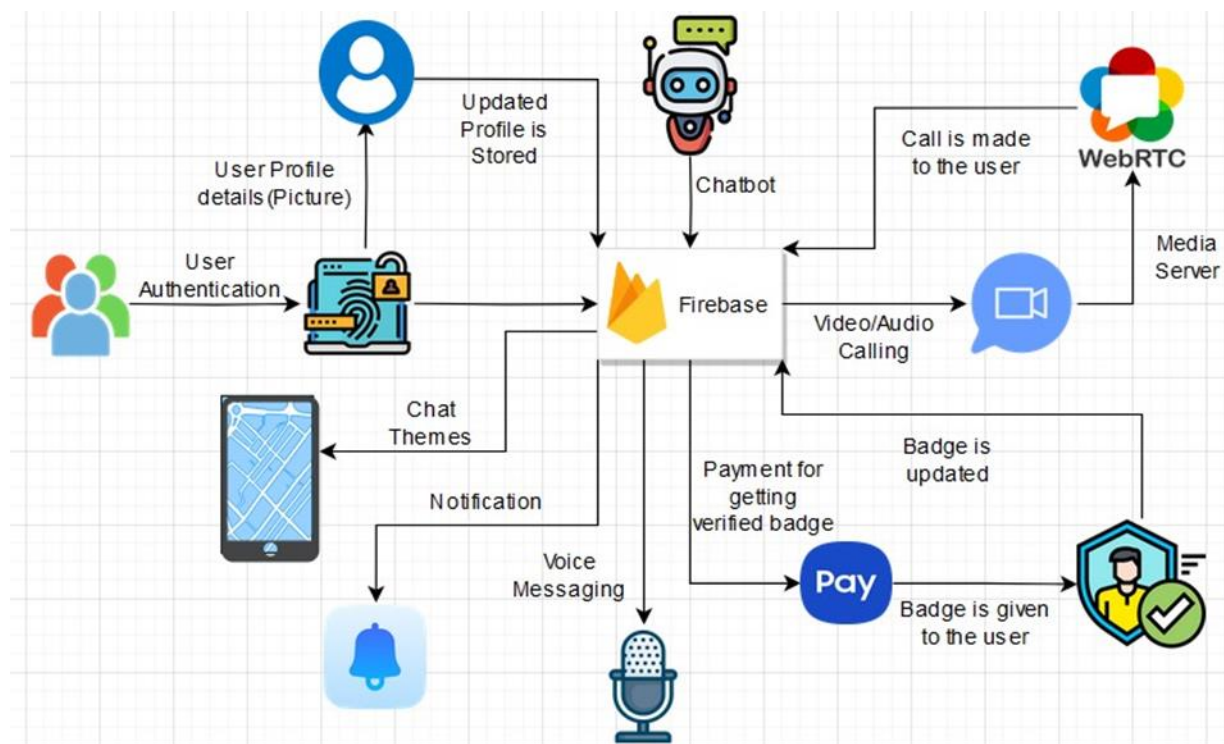 Updated
Profile is
Stored
Chatbot
Call is made
to the user
WebRTC
User Profile
details (Picture)
User
Authentication
Firebase
Media
Server
Video/Audio
Calling
Chat
Themes
Notification
Voice
Messaging
Payment for
getting
verified badge
Badge is
updated
Pay
Badge is given
to the user